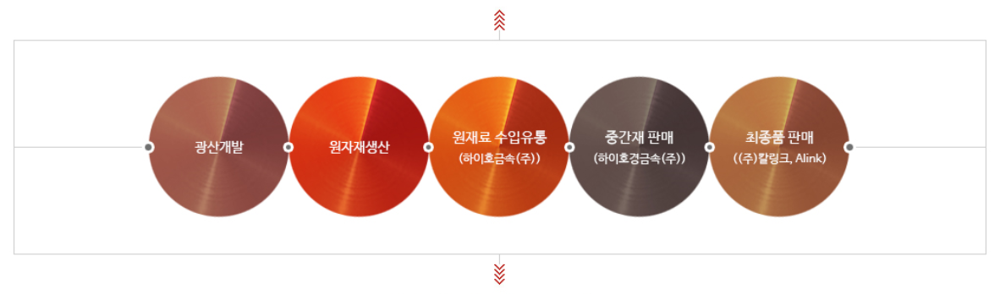 광산개발
원자재생산
원재료 수입유통
(하이호금속(주))
중간재 판매
(하이호경금속(주))
최종품 판매
((주)칼링크, Alink)